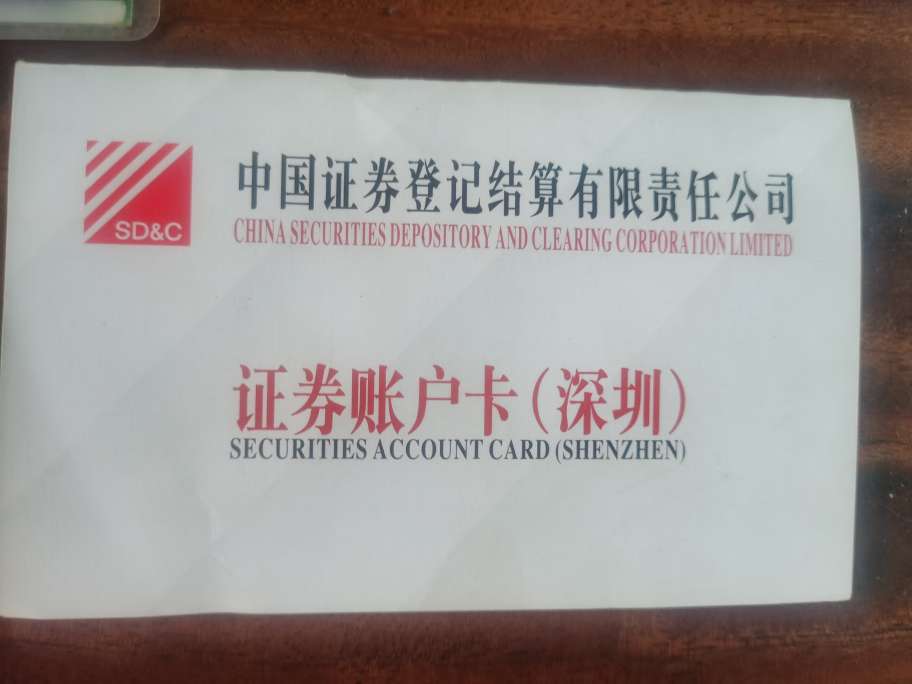 SD&C
中国证券登记结算有限责任公司
CHINA SECURITIES DEPOSITORY AND CLEARING CORPORATION LIMITED
证券账户卡(深圳)
SECURITIES ACCOUNT CARD (SHENZHEN)